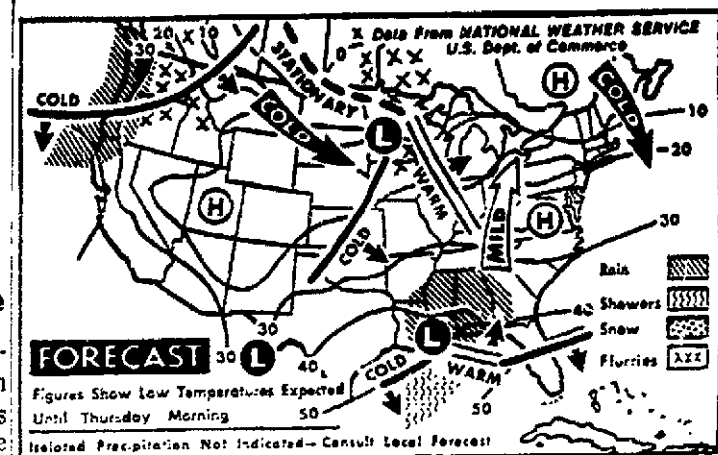 Data From NATIONAL WEATHER SERVICE
U.S. Dept. of Commerce
20 10
30
0
STATIONARY
COLD
COLD
H
COLD
10
-20
L
WARM
H
H
MILD
30
COLD
Rain
Showers
Snow
Flurries
40
30
FORECAST
30
L
40
L
COLD
WARM
50
50
Figures Show Low Temperatures Expected
Until Thursday Morning
Isolated Precipitation Not Indicated– Consult Local Forecast